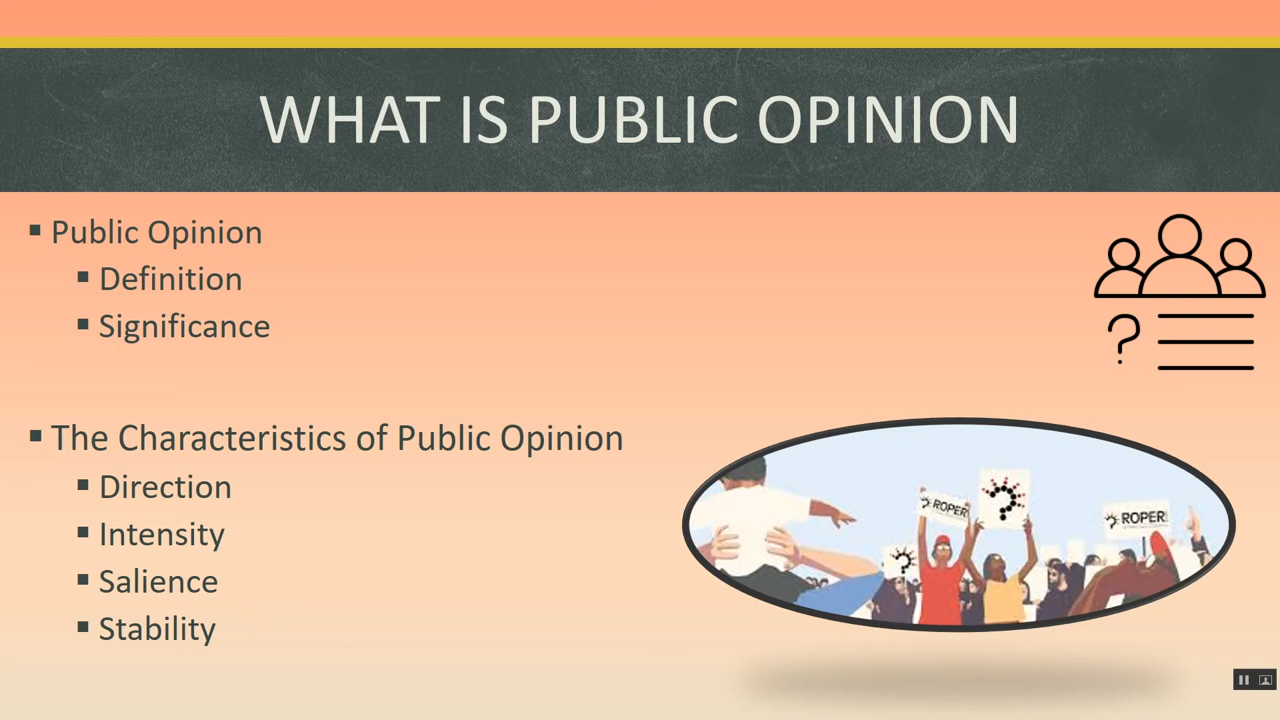 WHAT IS PUBLIC OPINION
Public Opinion
Definition
Significance
The Characteristics of Public Opinion
Direction
Intensity
Salience
Stability
ROPER
?
?
ROPER
?